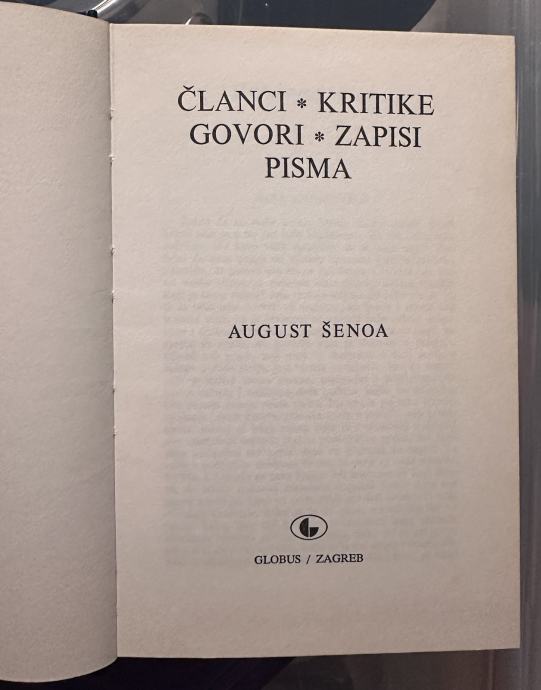 ČLANCI * KRITIKE
GOVORI * ZAPISI
PISMA
AUGUST ŠENOA
GLOBUS / ZAGREB